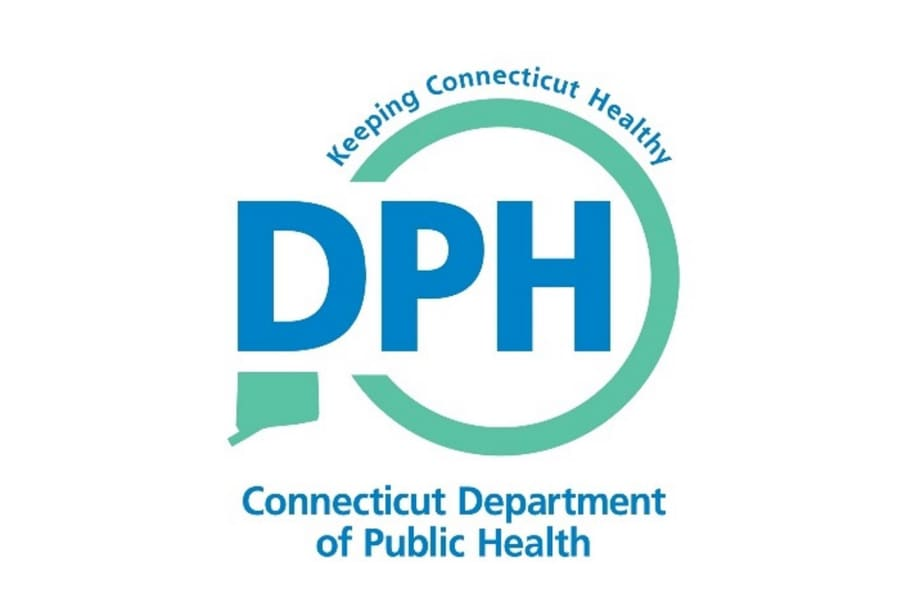 Keeping Connecticut Healthy
DPH
Connecticut Department
of Public Health